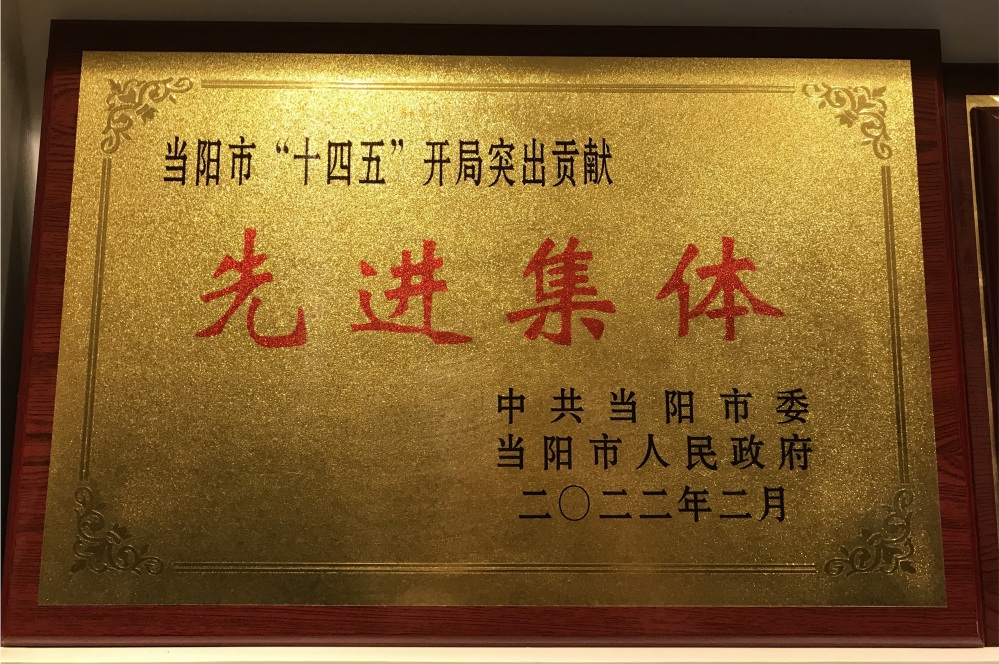 当阳市“十四五”开局突出贡献
先进集体
中共当阳市委
当阳市人民政府
二〇二二年二月